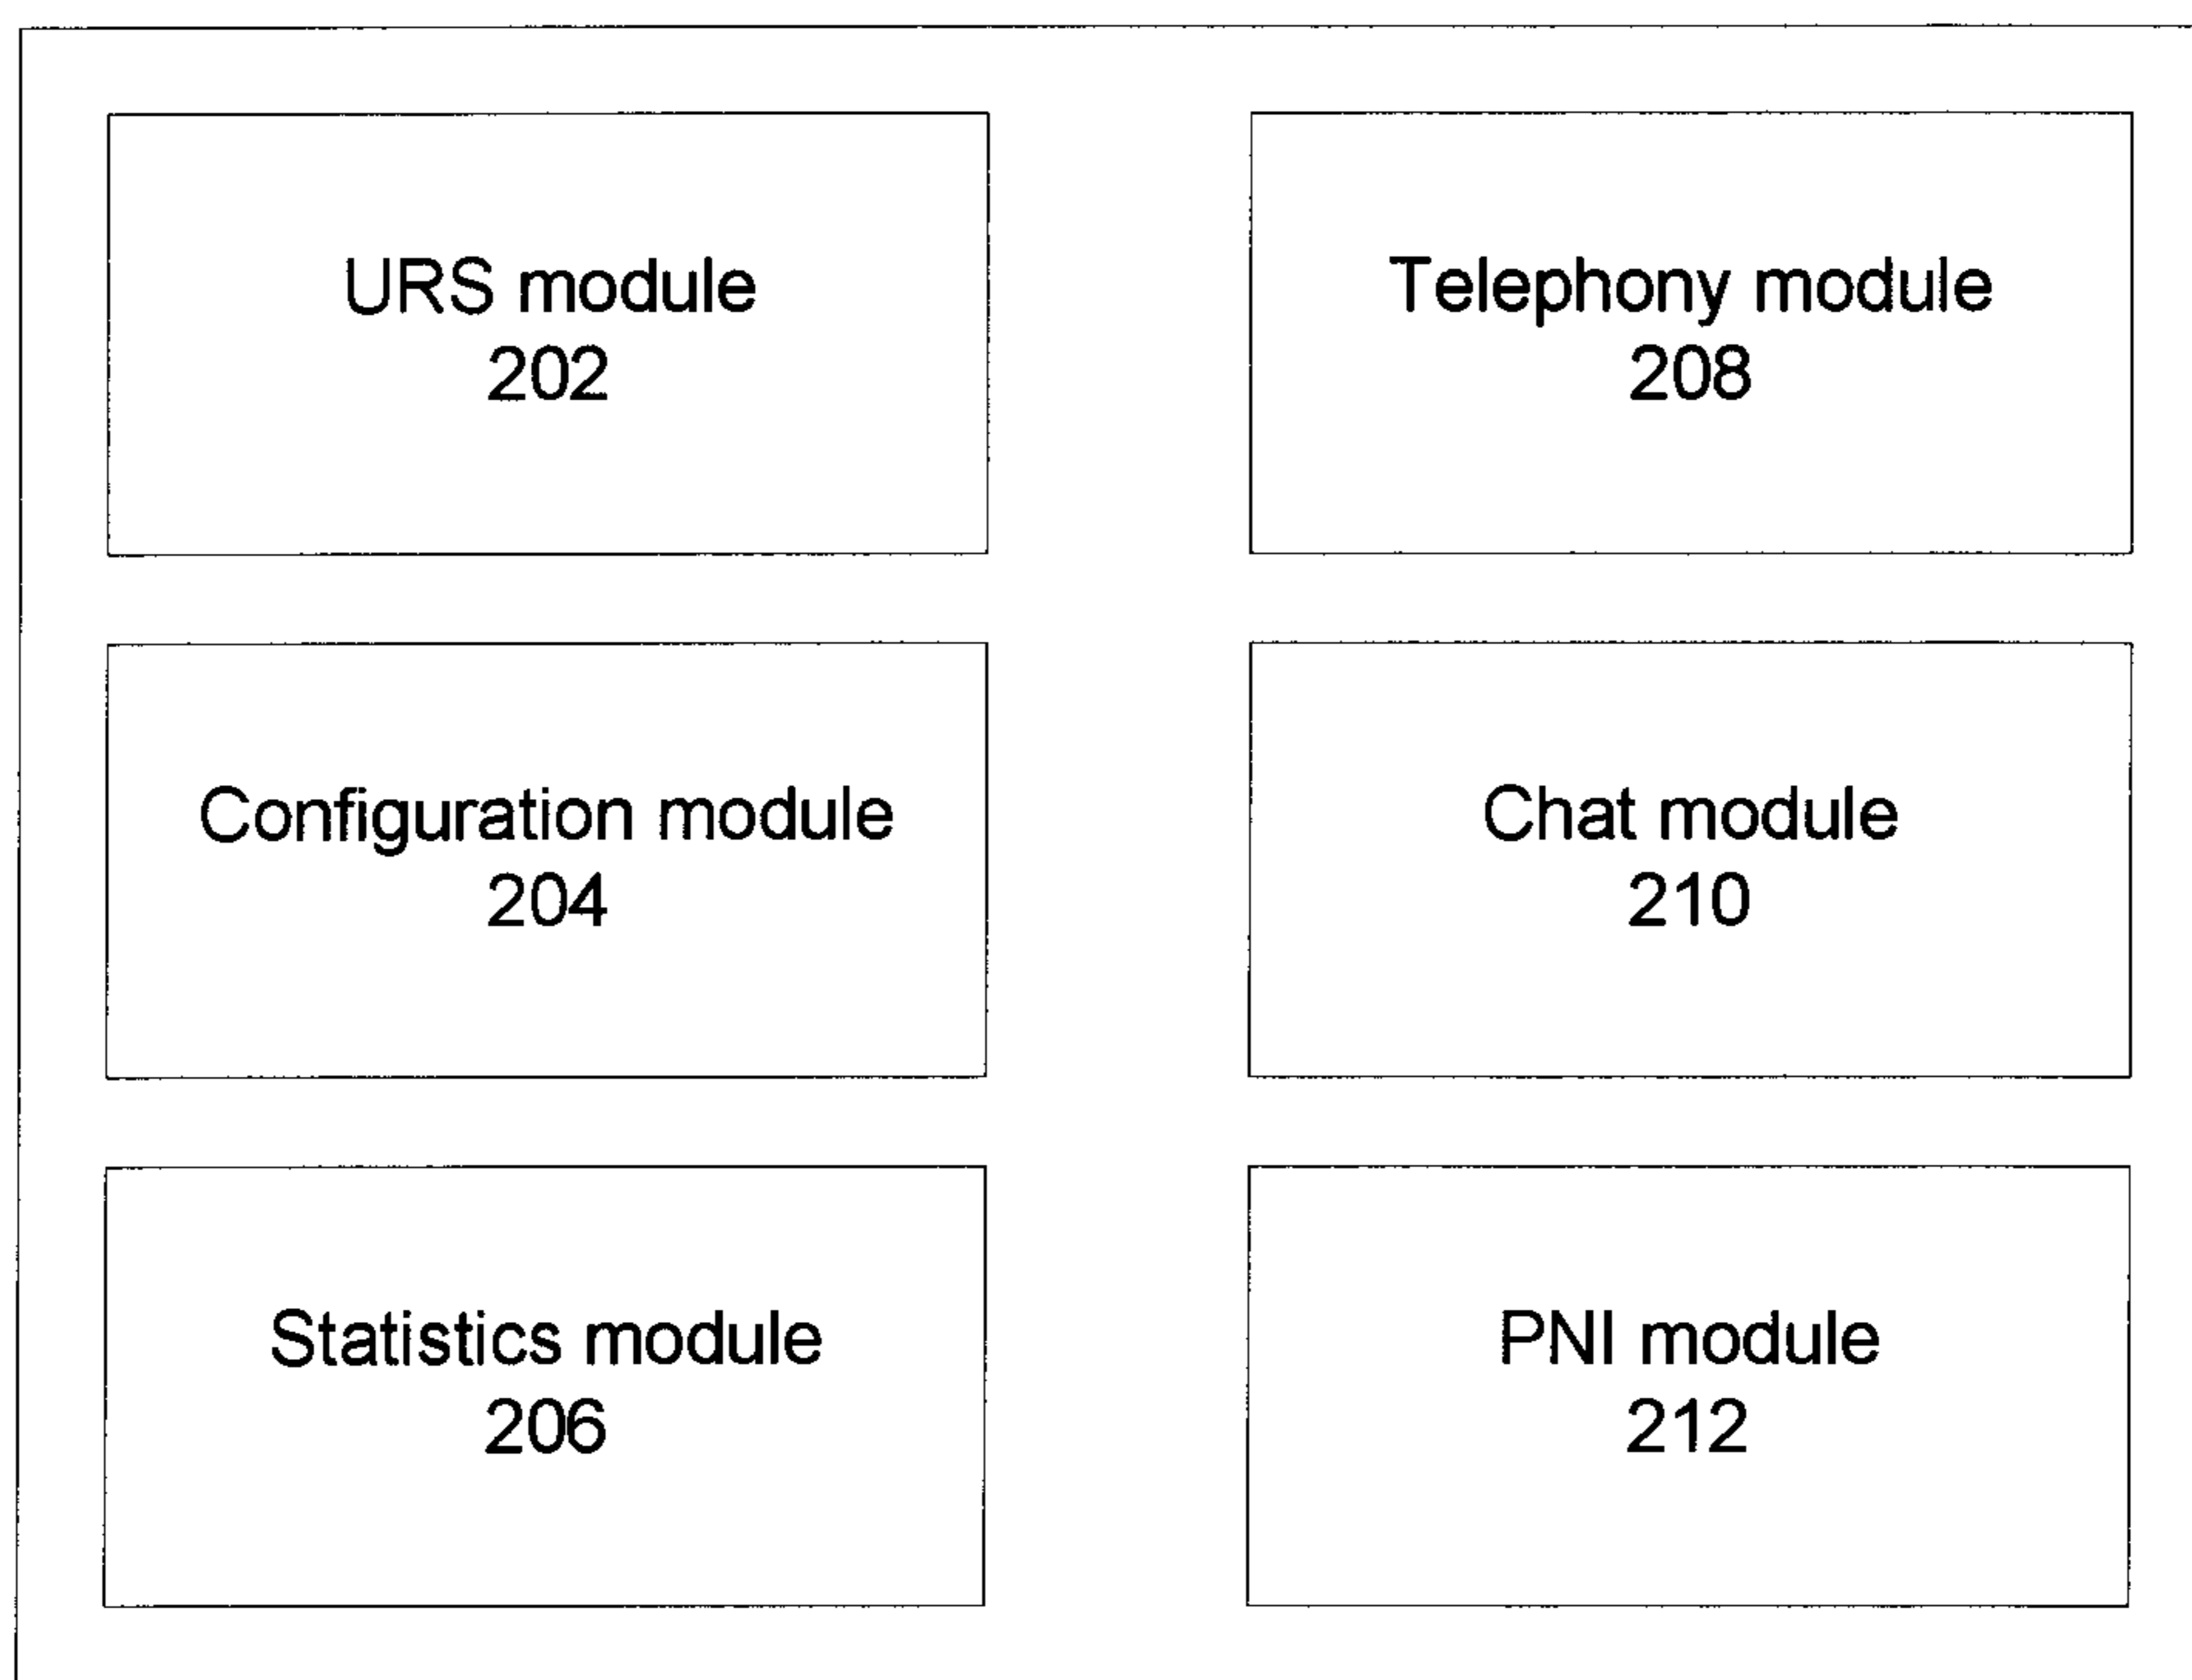 URS module
202
Telephony module
208
Configuration module
204
Chat module
210
Statistics module
206
PNI module
212